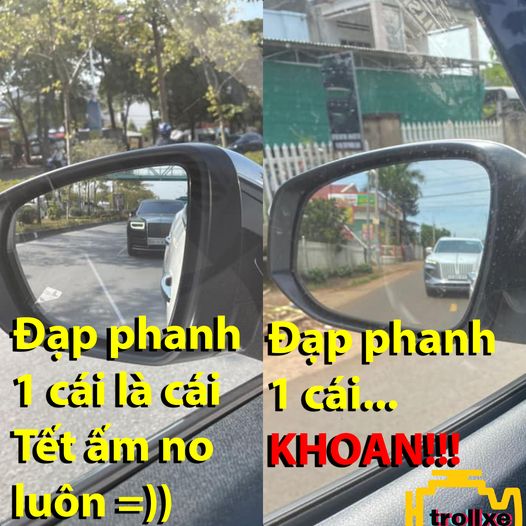 Đạp phanh
1 cái là cái
Tết ấm no
luôn =))
Đạp phanh
1 cái...
KHOAN!!!
trollxe